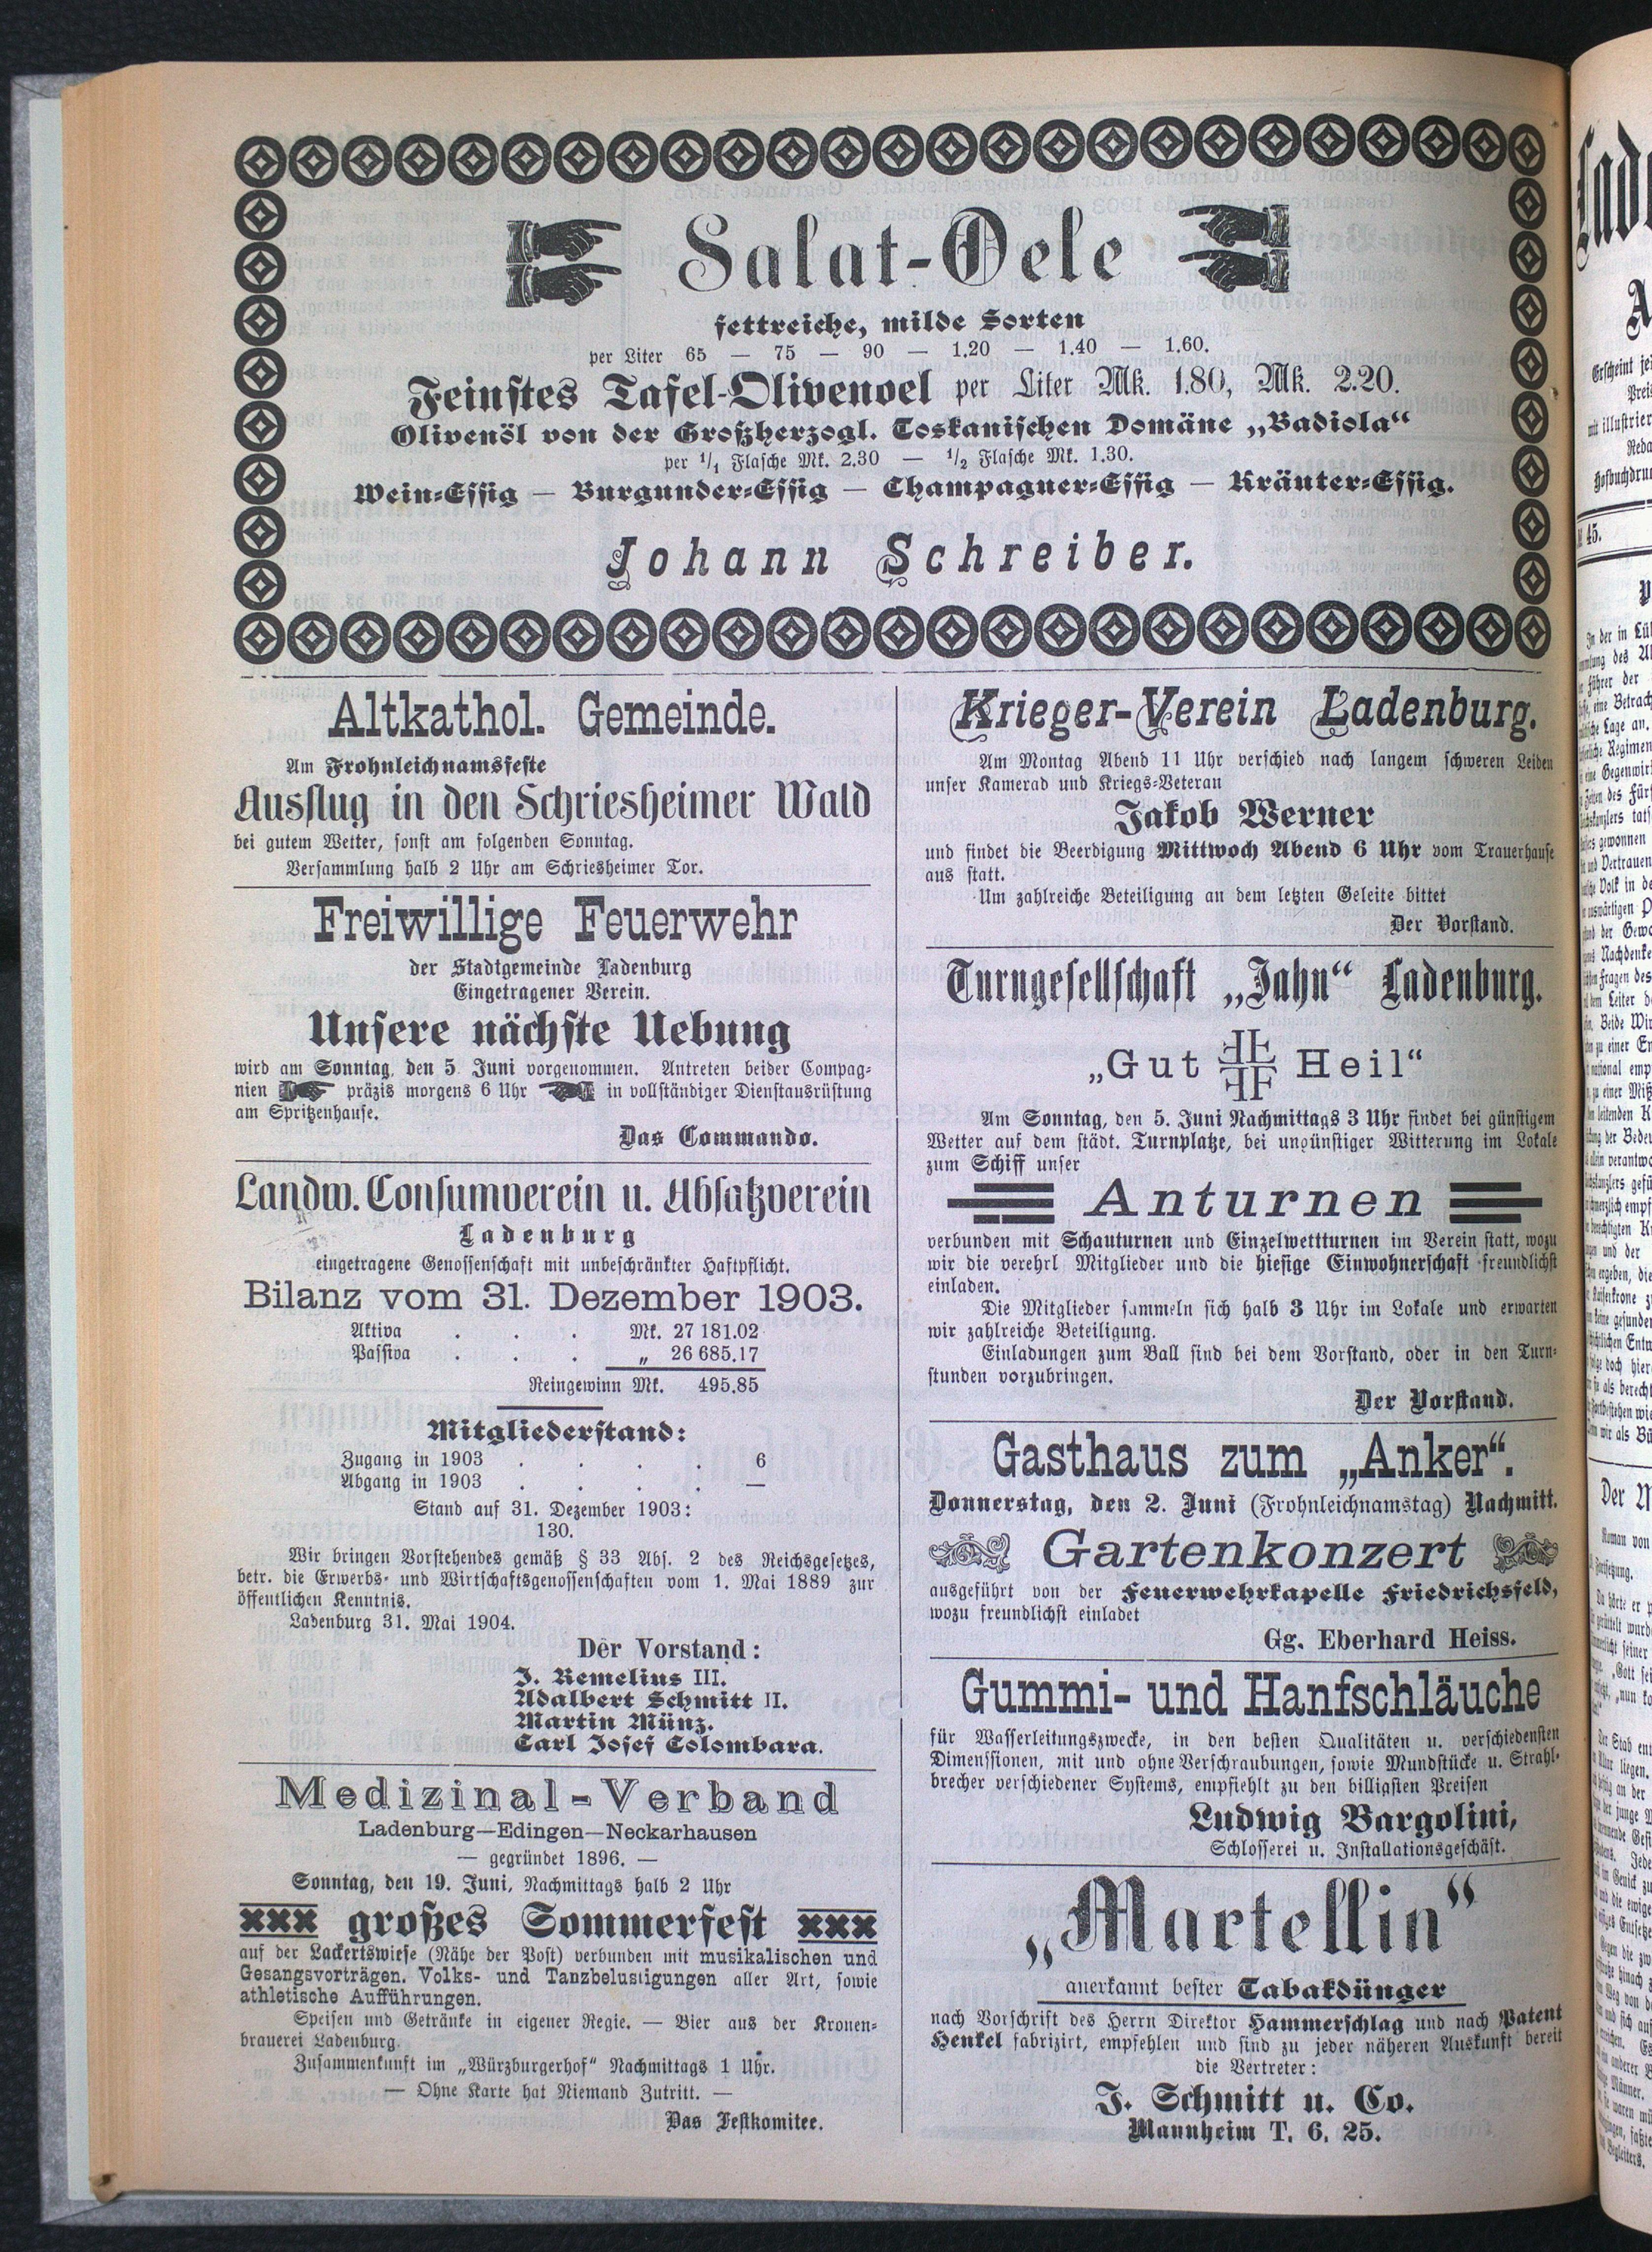 Salat-Oele
fettreiche, milde Sorten
per Liter 65 — 75 — 90 — 1.20 — 1.40 — 1.60.
Feinstes Tafel-Olivenoel per Liter Mk. 1.80, Mk. 2.20.
Olivenöl von der Großherzogl. Toskanischen Domäne „Badiola“
per 1/1 Flasche Mk. 2.30 — 1/2 Flasche Mk. 1.30.
Wein-Essig — Burgunder-Essig — Champagner-Essig — Kräuter-Essig.
Johann Schreiber.
Altkathol. Gemeinde.
Am Frohnleichnamsfeste
Ausflug in den Schriesheimer Wald
bei gutem Wetter, sonst am folgenden Sonntag.
Versammlung halb 2 Uhr am Schriesheimer Tor.
Freiwillige Feuerwehr
der Stadtgemeinde Ladenburg
Eingetragener Verein.
Unsere nächste Uebung
wird am Sonntag, den 5. Juni vorgenommen. Antreten beider Compag-
nien präzis morgens 6 Uhr in vollständiger Dienstausrüstung
am Spritzenhause.
Das Commando.
Landw. Consumverein u. Absatzverein
Ladenburg
eingetragene Genossenschaft mit unbeschränkter Haftpflicht.
Bilanz vom 31. Dezember 1903.
Aktiva . . . Mk. 27 181.02
Passiva . . . „ 26 685.17
Reingewinn Mk. 495.85
Mitgliederstand:
Zugang in 1903 . . . . 6
Abgang in 1903 . . . . —
Stand auf 31. Dezember 1903:
130.
Wir bringen Vorstehendes gemäß § 33 Abs. 2 des Reichsgesetzes,
betr. die Erwerbs- und Wirtschaftsgenossenschaften vom 1. Mai 1889 zur
öffentlichen Kenntnis.
Ladenburg 31. Mai 1904.
Der Vorstand:
J. Remelius III.
Adalbert Schmitt II.
Martin Münz.
Carl Josef Colombara.
Medizinal-Verband
Ladenburg—Edingen—Neckarhausen
— gegründet 1896. —
Sonntag, den 19. Juni, Nachmittags halb 2 Uhr
xxx großes Sommerfest xxx
auf der Lackertswiese (Nähe der Post) verbunden mit musikalischen und
Gesangsvorträgen. Volks- und Tanzbelustigungen aller Art, sowie
athletische Aufführungen.
Speisen und Getränke in eigener Regie. — Bier aus der Kronen-
brauerei Ladenburg.
Zusammenkunft im „Würzburgerhof“ Nachmittags 1 Uhr.
— Ohne Karte hat Niemand Zutritt. —
Das Festkomitee.
Krieger-Verein Ladenburg.
Am Montag Abend 11 Uhr verschied nach langem schweren Leiden
unser Kamerad und Kriegs-Veteran
Jakob Werner
und findet die Beerdigung Mittwoch Abend 6 Uhr vom Trauerhause
aus statt.
Um zahlreiche Beteiligung an dem letzten Geleite bittet
Der Vorstand.
Turngesellschaft „Jahn“ Ladenburg.
„Gut Heil“
Am Sonntag, den 5. Juni Nachmittags 3 Uhr findet bei günstigem
Wetter auf dem städt. Turnplatze, bei ungünstiger Witterung im Lokale
zum Schiff unser
Anturnen
verbunden mit Schauturnen und Einzelwettturnen im Verein statt, wozu
wir die verehrl Mitglieder und die hiesige Einwohnerschaft freundlichst
einladen.
Die Mitglieder sammeln sich halb 3 Uhr im Lokale und erwarten
wir zahlreiche Beteiligung.
Einladungen zum Ball sind bei dem Vorstand, oder in den Turn-
stunden vorzubringen.
Der Vorstand.
Gasthaus zum „Anker“.
Donnerstag, den 2. Juni (Frohnleichnamstag) Nachmitt.
Gartenkonzert
ausgeführt von der Feuerwehrkapelle Friedrichsfeld,
wozu freundlichst einladet
Gg. Eberhard Heiss.
Gummi- und Hanfschläuche
für Wasserleitungszwecke, in den besten Qualitäten u. verschiedensten
Dimenssionen, mit und ohne Verschraubungen, sowie Mundstücke u. Strahl-
brecher verschiedener Systems, empfiehlt zu den billigsten Preisen
Ludwig Bargolini,
Schlosserei u. Installationsgeschäft.
„Martellin“
anerkannt bester Tabakdünger
nach Vorschrift des Herrn Direktor Hammerschlag und nach Patent
Henkel fabrizirt, empfehlen und sind zu jeder näheren Auskunft bereit
die Vertreter:
J. Schmitt u. Co.
Mannheim T. 6. 25.